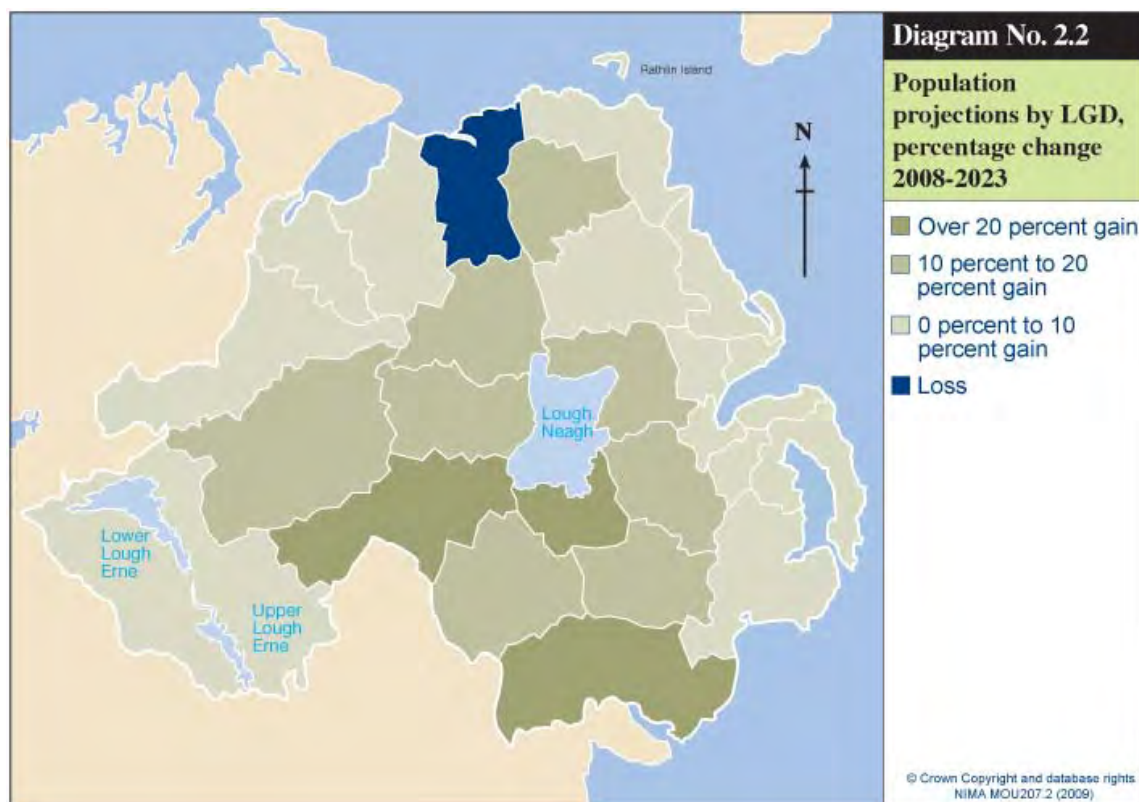 Diagram No. 2.2
Population
projections by LGD,
percentage change
2008-2023
Over 20 percent gain
10 percent to 20
percent gain
0 percent to 10
percent gain
Loss
Rathlin Island
N
Lough
Neagh
Lower
Lough
Erne
Upper
Lough
Erne
© Crown Copyright and database rights
NIMA MOU207.2 (2009)